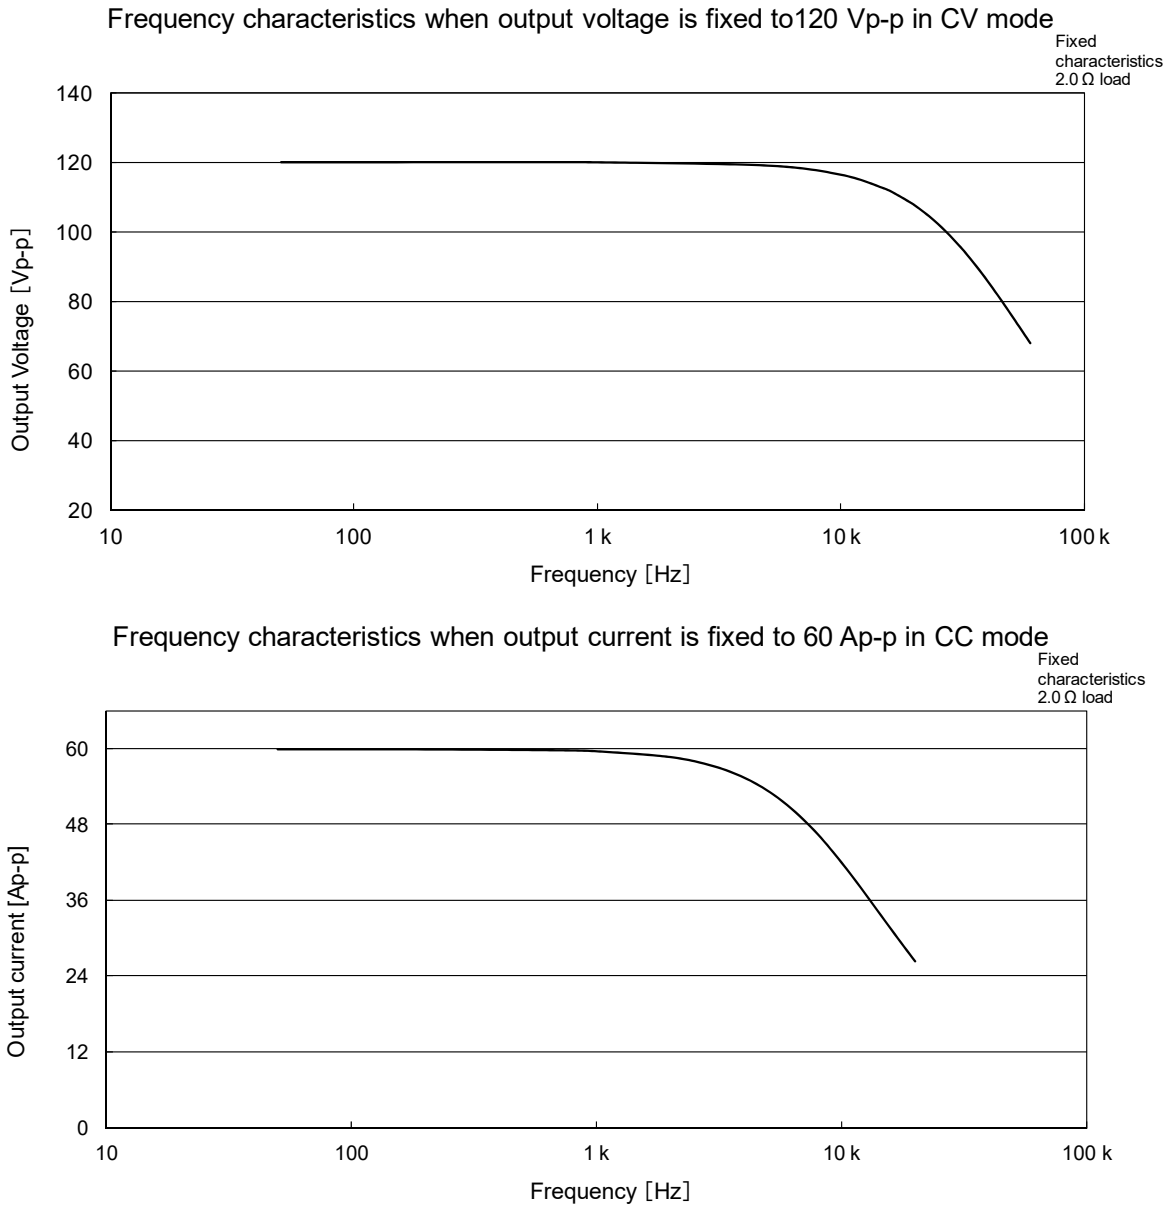 Frequency characteristics when output voltage is fixed to120 Vp-p in CV mode
Fixed
characteristics
2.0 Ω load
140
120
100
80
60
40
20
Output Voltage [Vp-p]
10
100
1 k
10 k
100 k
Frequency [Hz]
Frequency characteristics when output current is fixed to 60 Ap-p in CC mode
Fixed
characteristics
2.0 Ω load
60
48
36
24
12
0
Output current [Ap-p]
10
100
1 k
10 k
100 k
Frequency [Hz]